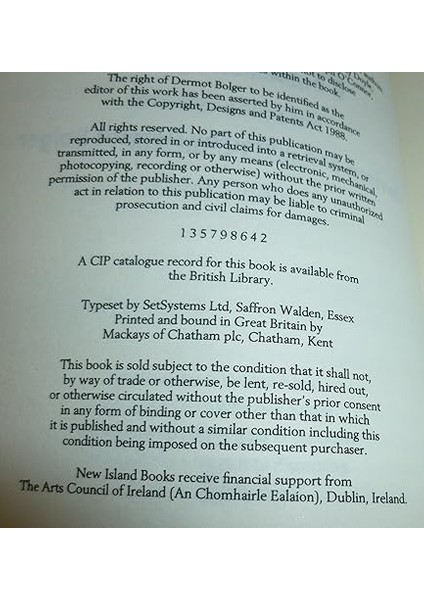 author
Doyle,
O'Connor,
not to disclose
within the book.
The right of Dermot Bolger to be identified as the
editor of this work has been asserted by him in accordance
with the Copyright, Designs and Patents Act 1988.
All rights reserved. No part of this publication may be
reproduced, stored in or introduced into a retrieval system, or
transmitted, in any form, or by any means (electronic, mechanical,
photocopying, recording or otherwise) without the prior written
permission of the publisher. Any person who does any unauthorized
act in relation to this publication may be liable to criminal
prosecution and civil claims for damages.
1 3 5 7 9 8 6 4 2
A CIP catalogue record for this book is available from
the British Library.
Typeset by SetSystems Ltd, Saffron Walden, Essex
Printed and bound in Great Britain by
Mackays of Chatham plc, Chatham, Kent
This book is sold subject to the condition that it shall not,
by way of trade or otherwise, be lent, re-sold, hired out,
or otherwise circulated without the publisher's prior consent
in any form of binding or cover other than that in which
it is published and without a similar condition including this
condition being imposed on the subsequent purchaser.
New Island Books receive financial support from
The Arts Council of Ireland (An Chomhairle Ealaion), Dublin, Ireland.